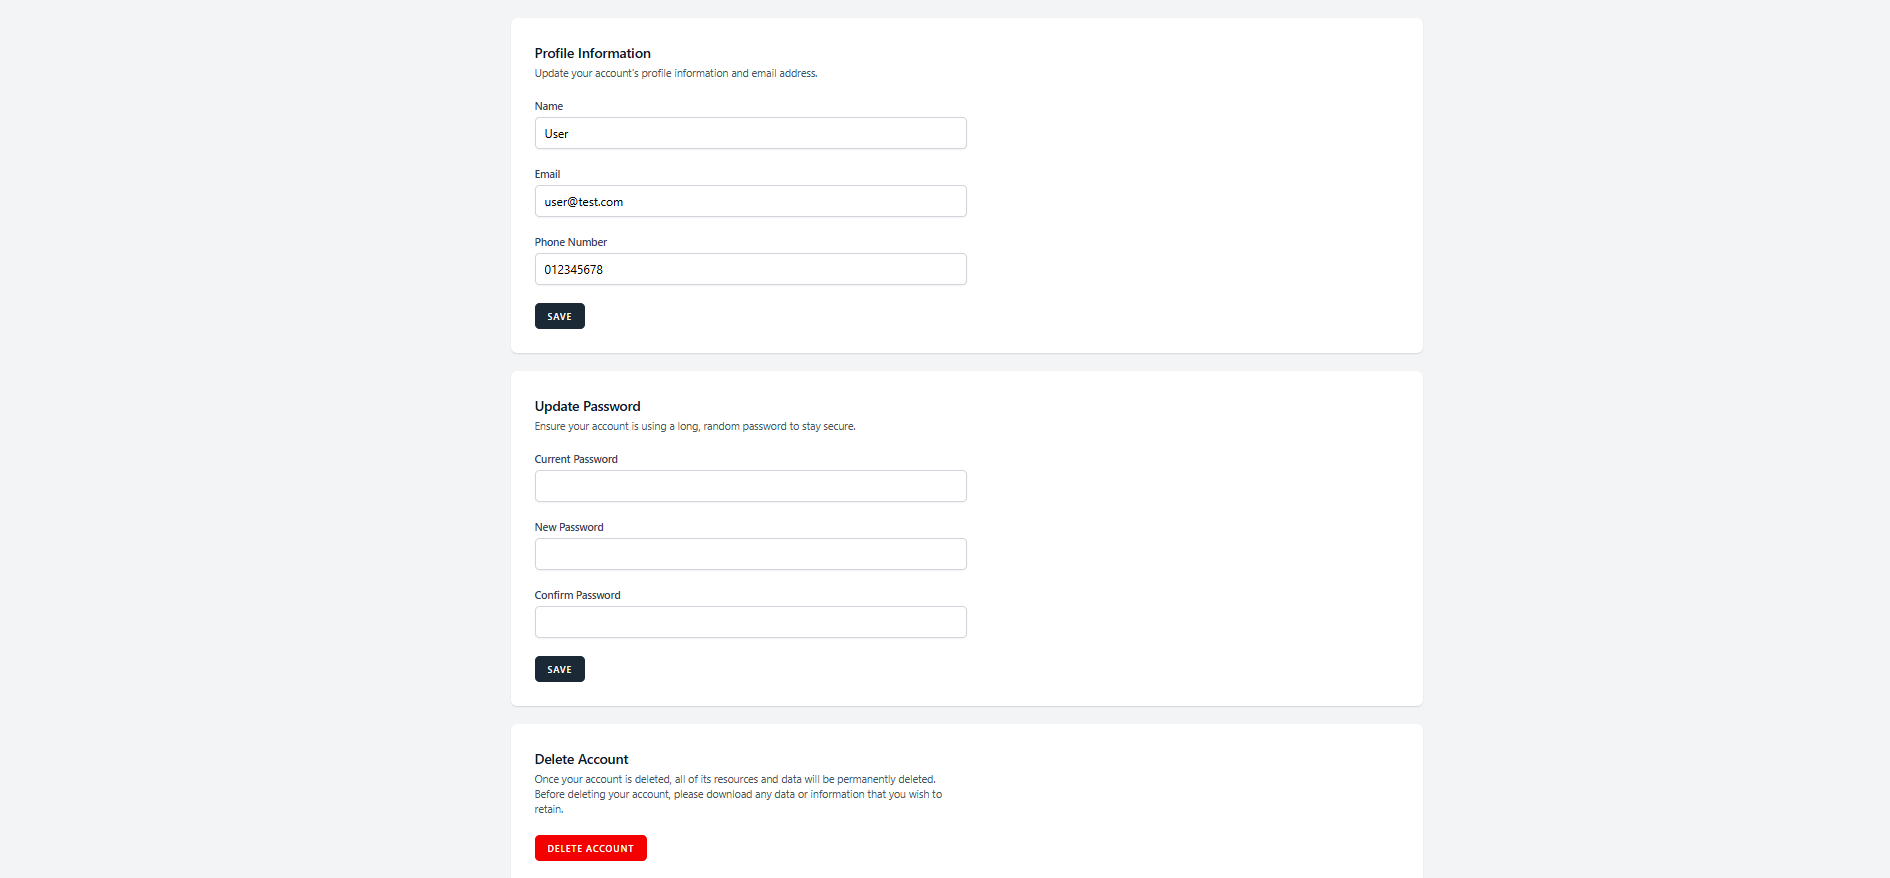 Profile Information
Update your account's profile information and email address.
Name
User
Email
user@test.com
Phone Number
012345678
SAVE
Update Password
Ensure your account is using a long, random password to stay secure.
Current Password
New Password
Confirm Password
SAVE
Delete Account
Once your account is deleted, all of its resources and data will be permanently deleted.
Before deleting your account, please download any data or information that you wish to
retain.
DELETE ACCOUNT